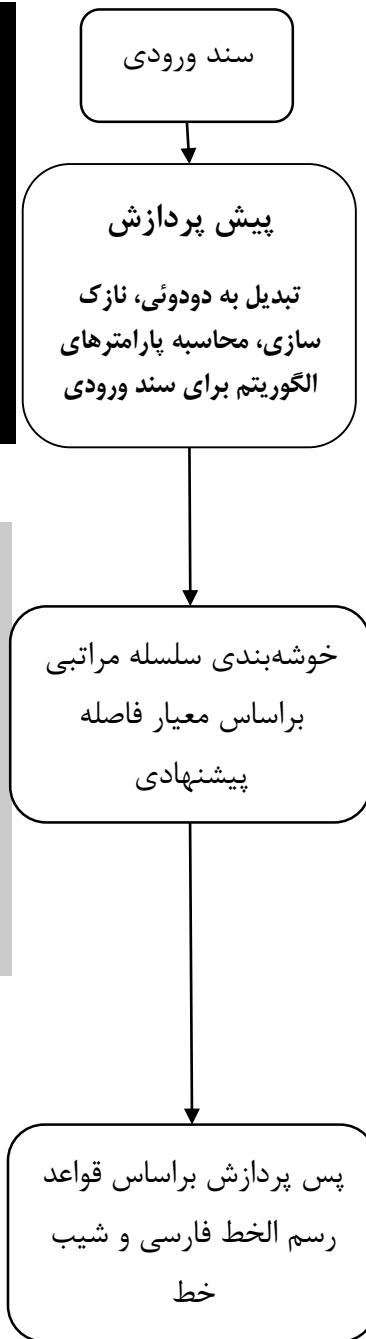 سند ورودی
پیش پردازش
تبدیل به دودوئی، نازک
سازی، محاسبه پارامترهای
الگوریتم برای سند ورودی
خوشه‌بندی سلسله مراتبی
براساس معیار فاصله
پیشنهادی
پس پردازش براساس قواعد
رسم الخط فارسی و شیب
خط